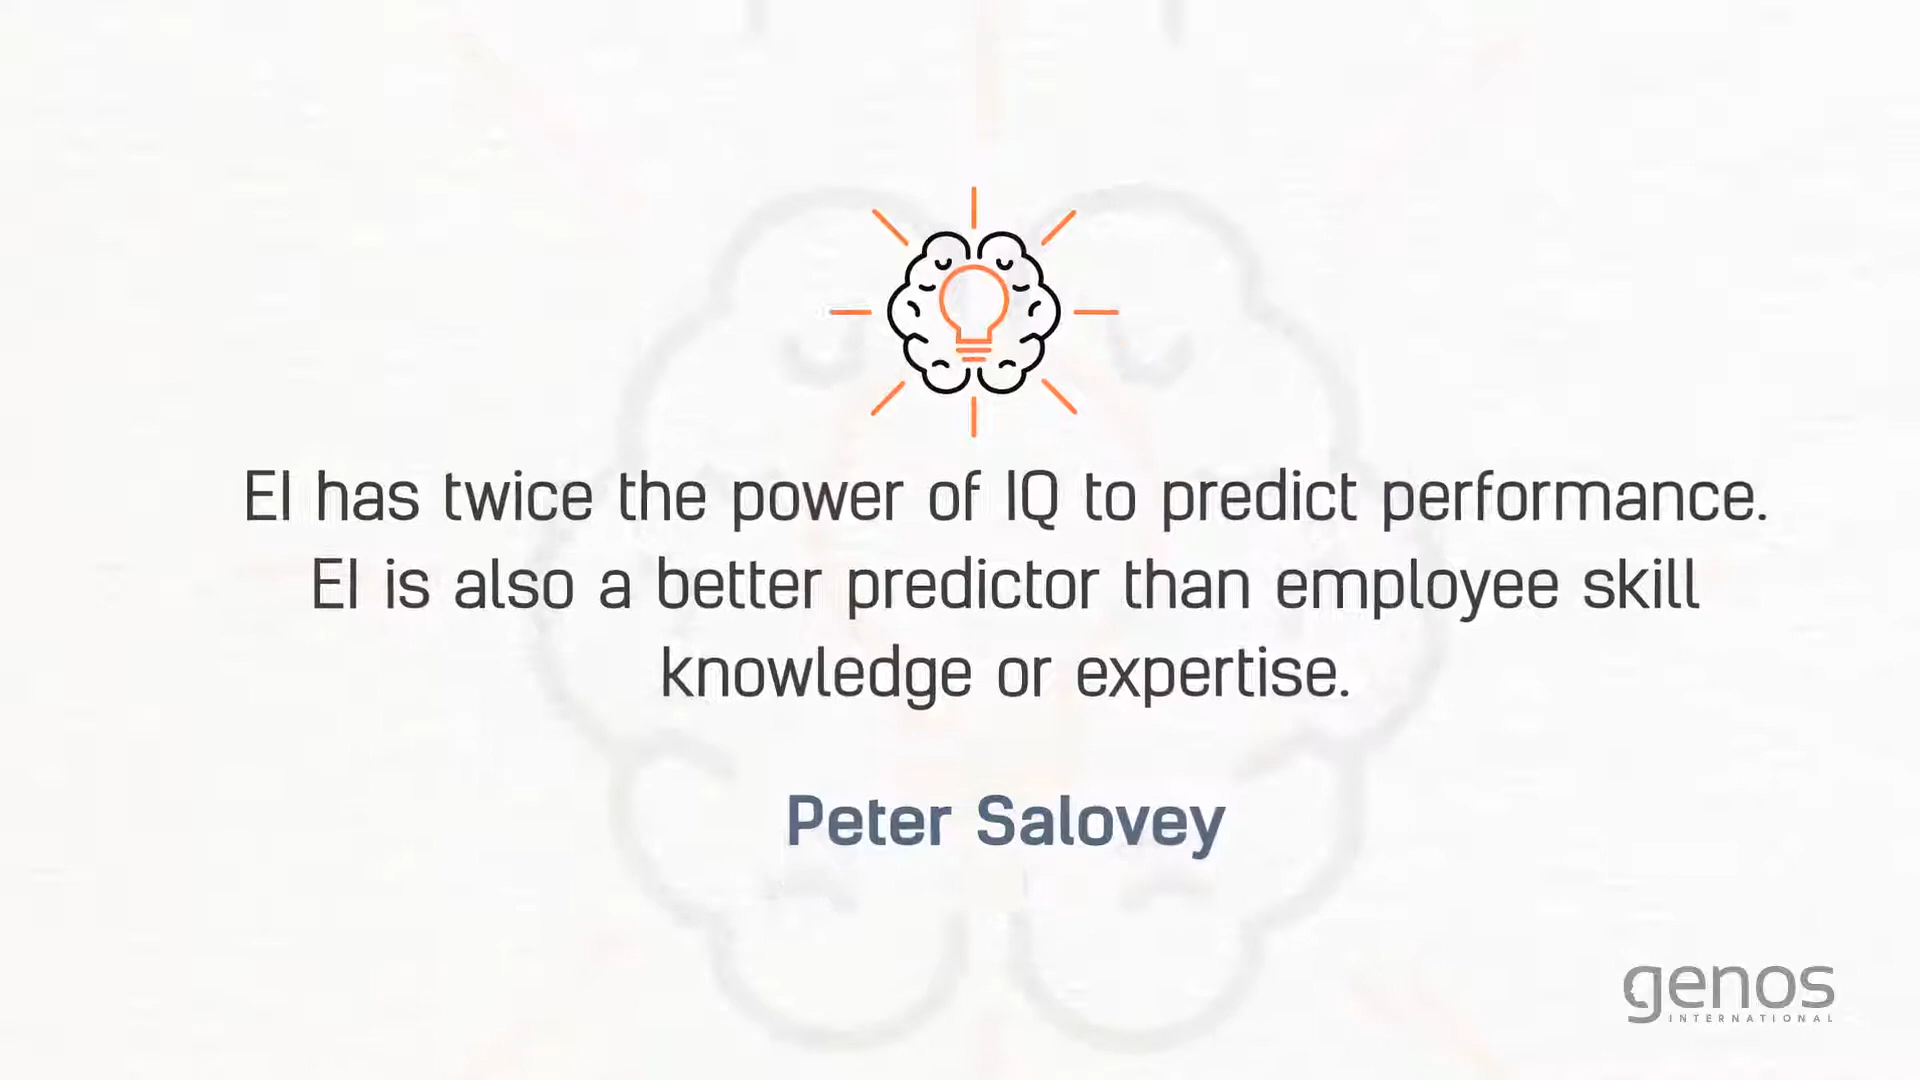 EI has twice the power of IQ to predict performance.
EI is also a better predictor than employee skill
knowledge or expertise.
Peter Salovey
genos
INTERNATIONAL